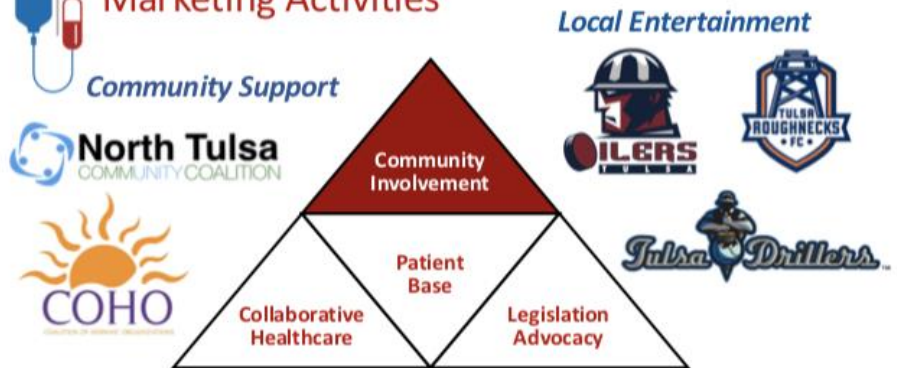 Marketing Activities
Local Entertainment
Community Support
North Tulsa
COMMUNITY COALITION
ILERS
TULSA
TULSA
ROUGHNECKS
• FC •
Community
Involvement
COHO
Tulsa Drillers
Patient
Base
Collaborative
Healthcare
Legislation
Advocacy